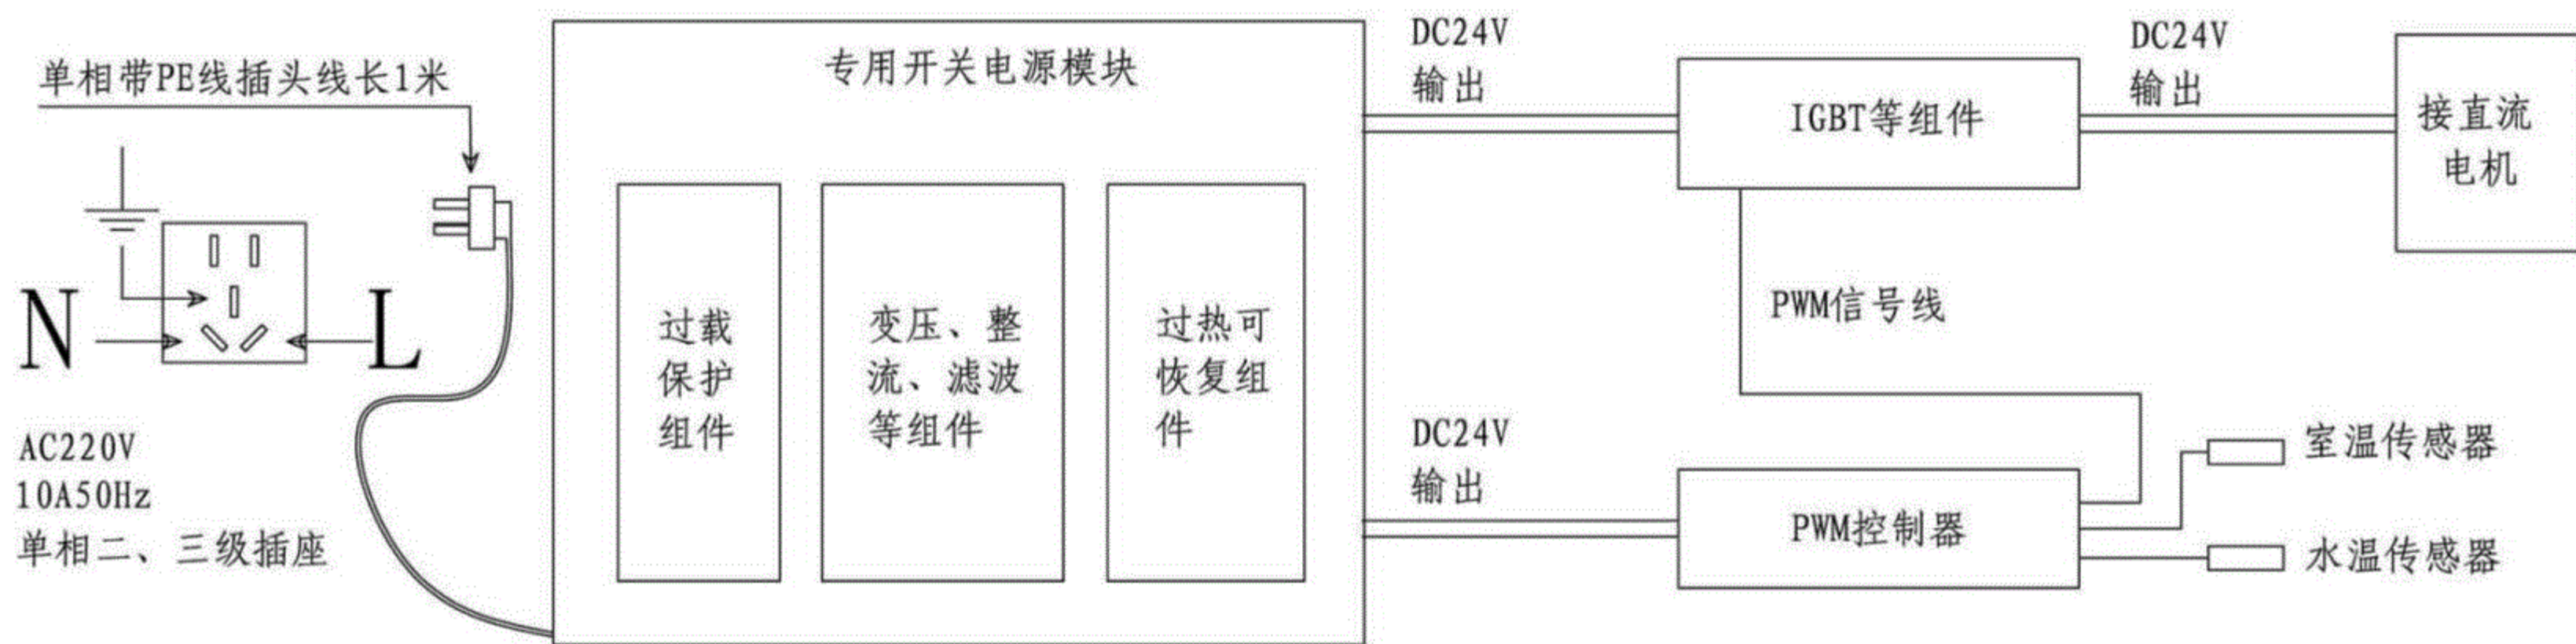 单相带PE线插头线长1米
N
L
AC220V
10A50Hz
单相二、三级插座
专用开关电源模块
过载
保护
组件
变压、整
流、滤波
等组件
过热可
恢复组
件
DC24V
输出
IGBT等组件
DC24V
输出
接直流
电机
PWM信号线
DC24V
输出
PWM控制器
室温传感器
水温传感器